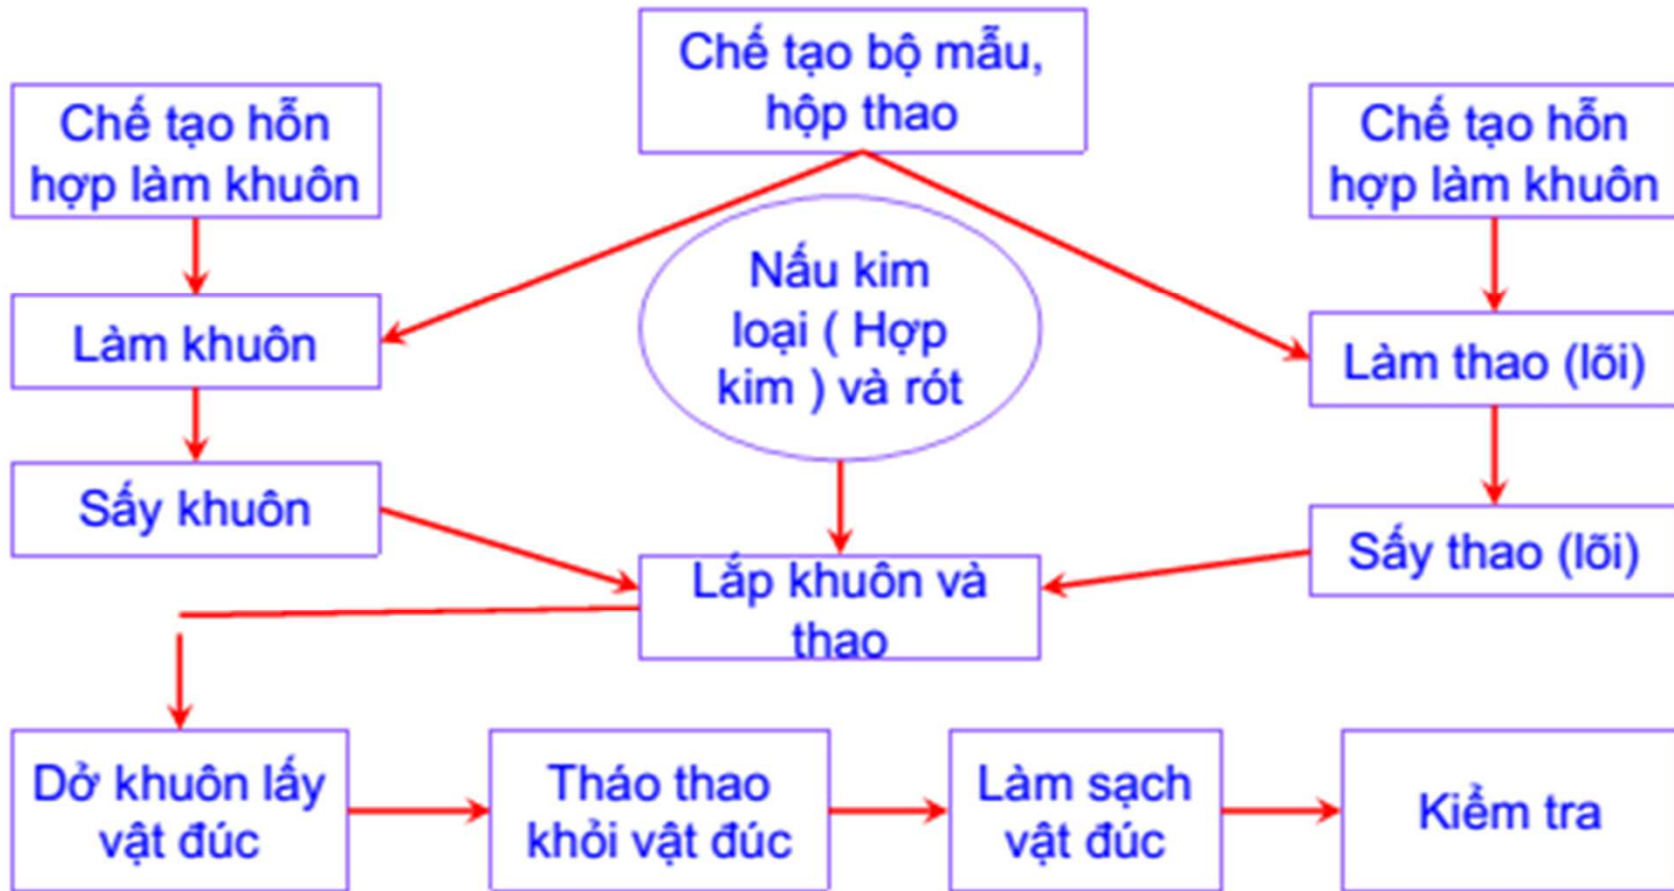 Chế tạo bộ mẫu,
hộp thao
Chế tạo hỗn
hợp làm khuôn
Chế tạo hỗn
hợp làm khuôn
Nấu kim
loại ( Hợp
kim ) và rót
Làm khuôn
Làm thao (lõi)
Sấy khuôn
Sấy thao (lõi)
Lắp khuôn và
thao
Dở khuôn lấy
vật đúc
Tháo thao
khỏi vật đúc
Làm sạch
vật đúc
Kiểm tra